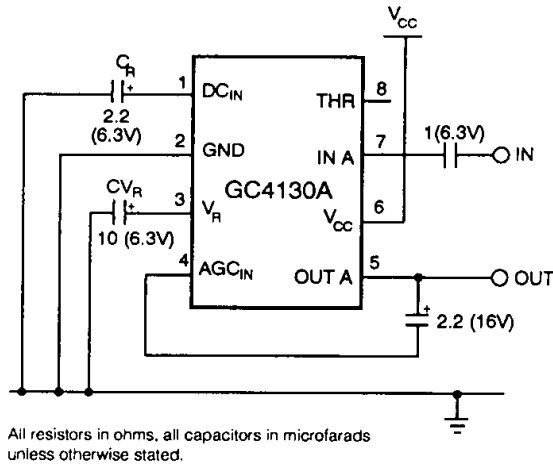 V_CC
C_R
+
2.2
(6.3V)
1
DC_IN
THR
8
2
GND
IN A
7
1(6.3V)
IN
GC4130A
CV_R
+
10 (6.3V)
3
V_R
V_CC
6
4
AGC_IN
OUT A
5
OUT
+
2.2 (16V)
All resistors in ohms, all capacitors in microfarads
unless otherwise stated.